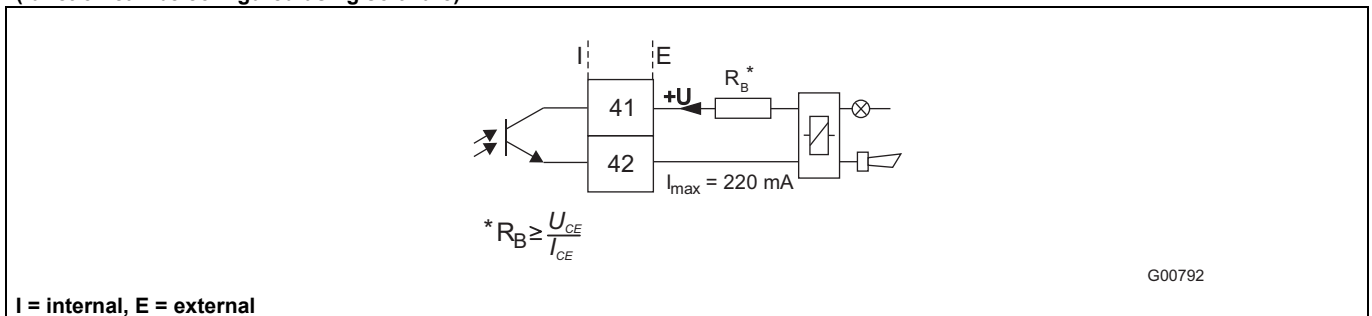 I E
R_B*
41 +U
42
I_max = 220 mA
* R_B ≥ U_CE / I_CE
G00792
I = internal, E = external